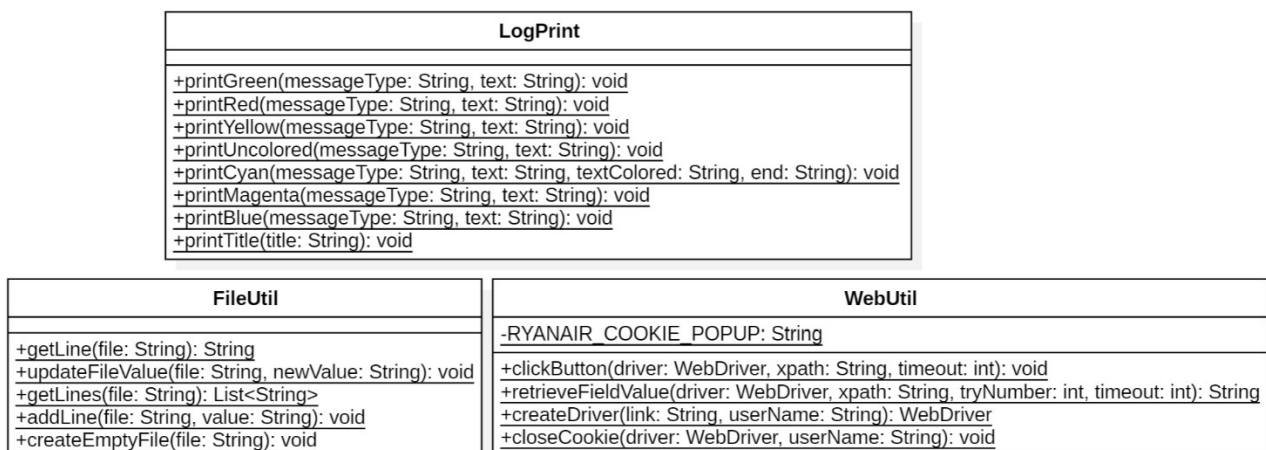 LogPrint
+printGreen(messageType: String, text: String): void
+printRed(messageType: String, text: String): void
+printYellow(messageType: String, text: String): void
+printUncolored(messageType: String, text: String): void
+printCyan(messageType: String, text: String, textColored: String, end: String): void
+printMagenta(messageType: String, text: String): void
+printBlue(messageType: String, text: String): void
+printTitle(title: String): void
FileUtil
+getLine(file: String): String
+updateFileValue(file: String, newValue: String): void
+getLines(file: String): List<String>
+addLine(file: String, value: String): void
+createEmptyFile(file: String): void
WebUtil
-RYANAIR_COOKIE_POPUP: String
+clickButton(driver: WebDriver, xpath: String, timeout: int): void
+retrieveFieldValue(driver: WebDriver, xpath: String, tryNumber: int, timeout: int): String
+createDriver(link: String, userName: String): WebDriver
+closeCookie(driver: WebDriver, userName: String): void